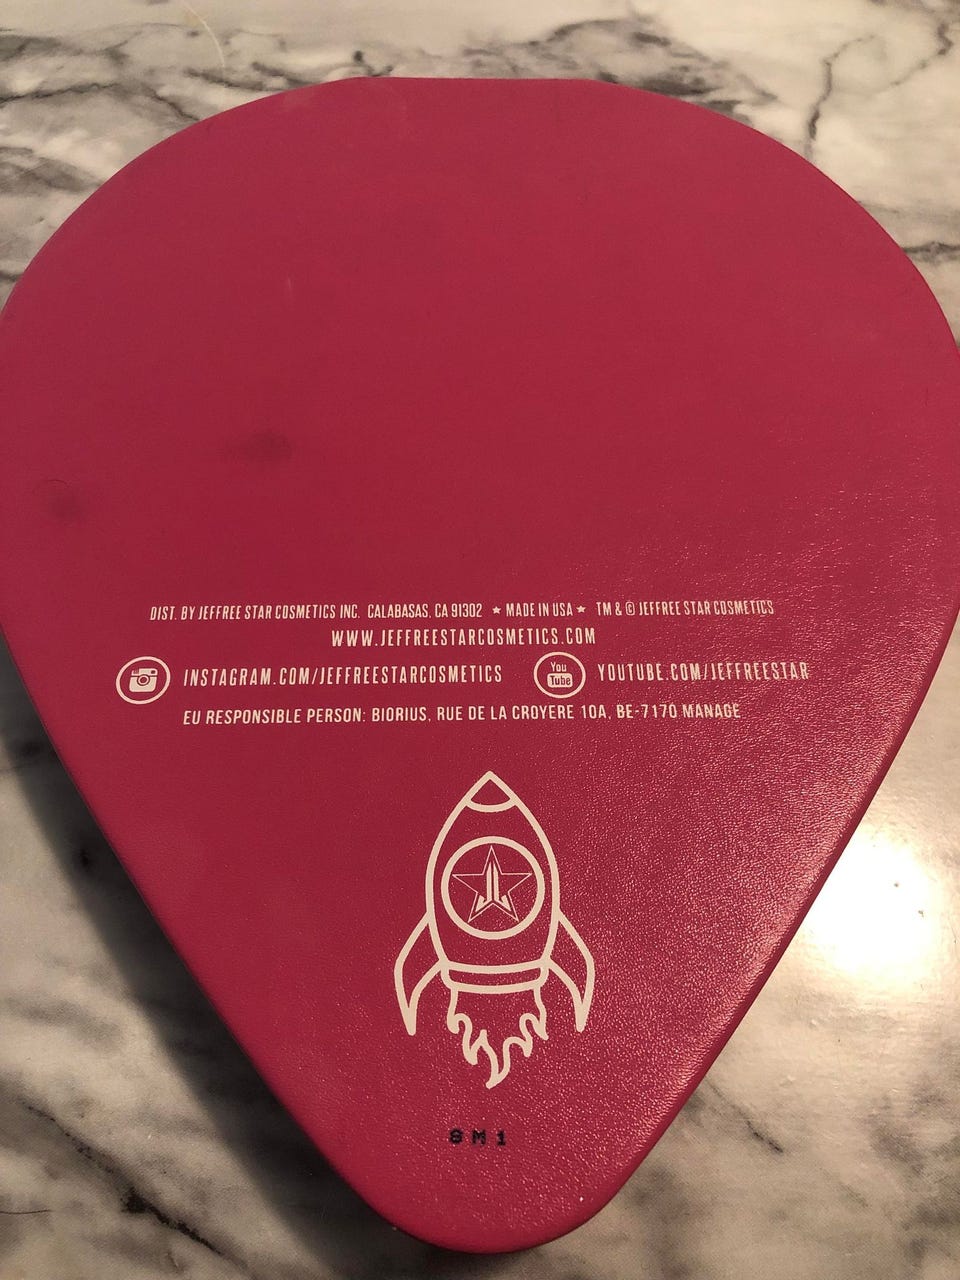 DIST. BY JEFFREE STAR COSMETICS INC. CALABASAS, CA 91302 ★ MADE IN USA ★ TM & © JEFFREE STAR COSMETICS
WWW.JEFFREESTARCOSMETICS.COM
INSTAGRAM.COM/JEFFREESTARCOSMETICS You Tube YOUTUBE.COM/JEFFREESTAR
EU RESPONSIBLE PERSON: BIORIUS, RUE DE LA CROYERE 10A, BE-7170 MANAGE
8M1